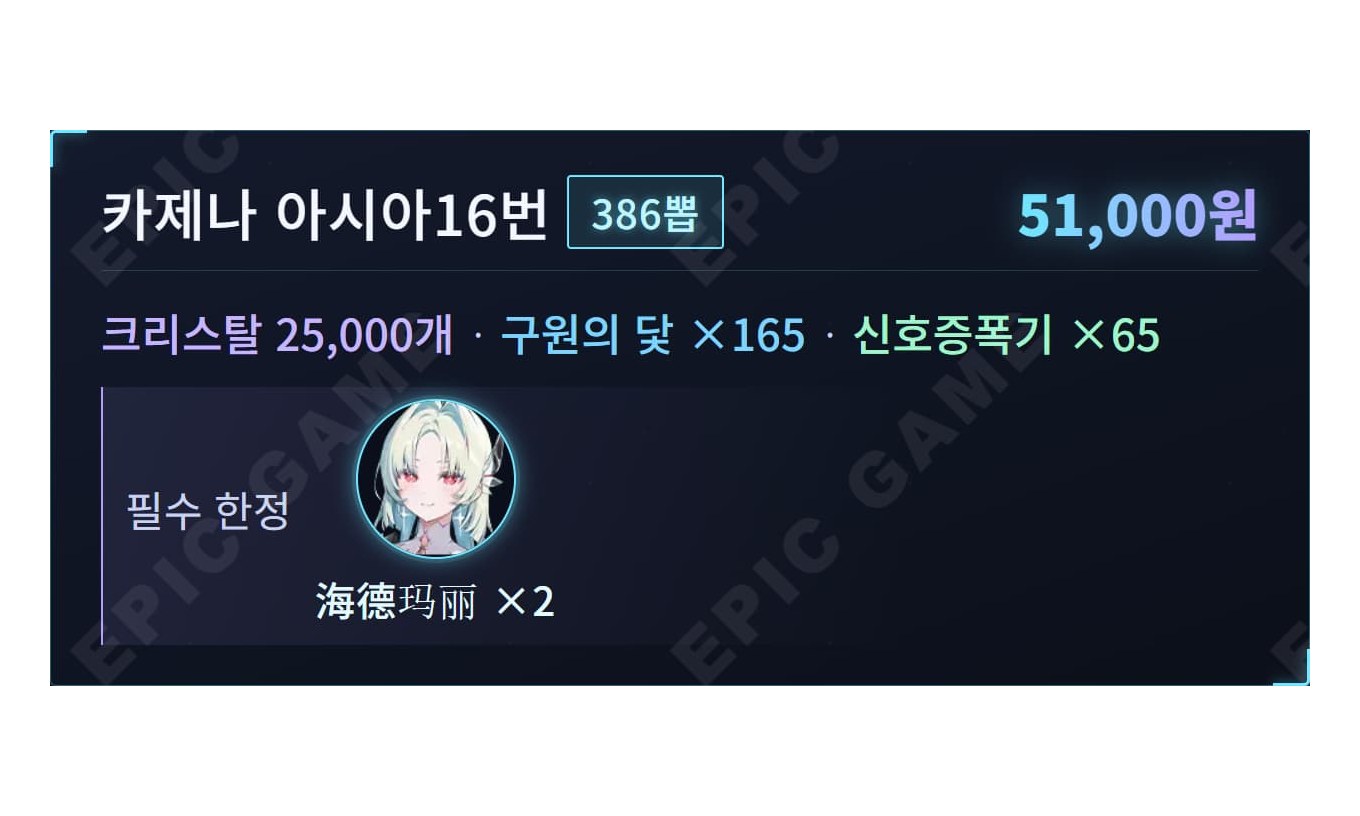 카제나 아시아16번 386뽑 51,000원
크리스탈 25,000개 · 구원의 닻 ×165 · 신호증폭기 ×65
필수 한정
海德玛丽 ×2
EPIC GAME